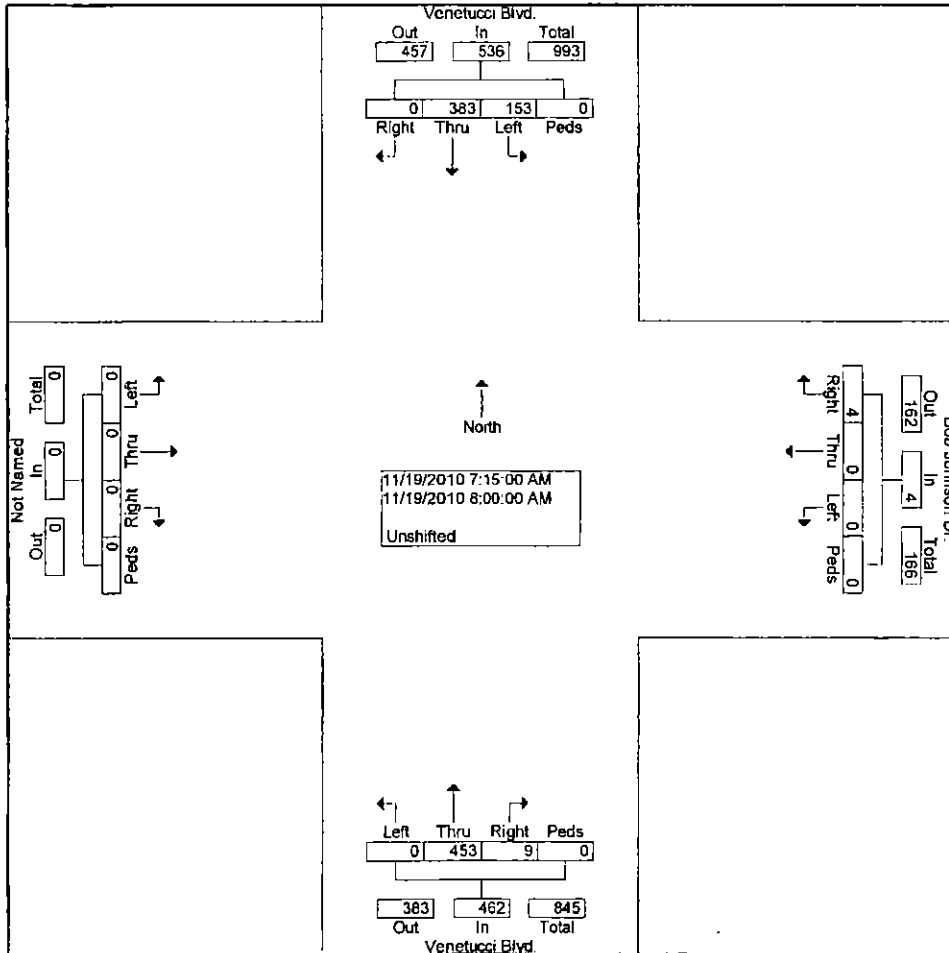 Venetucci Blvd.
Out In Total
457 536 993
0 383 153 0
Right Thru Left Peds
North
11/19/2010 7:15:00 AM
11/19/2010 8:00:00 AM
Unshifted
Not Named
Out In Total
0 0 0
0 0 0 0
Peds Right Thru Left
Out In Total
162 4 166
4 0 0 0
Right Thru Left Peds
Left Thru Right Peds
0 453 9 0
383 462 845
Out In Total
Venetucci Blvd.